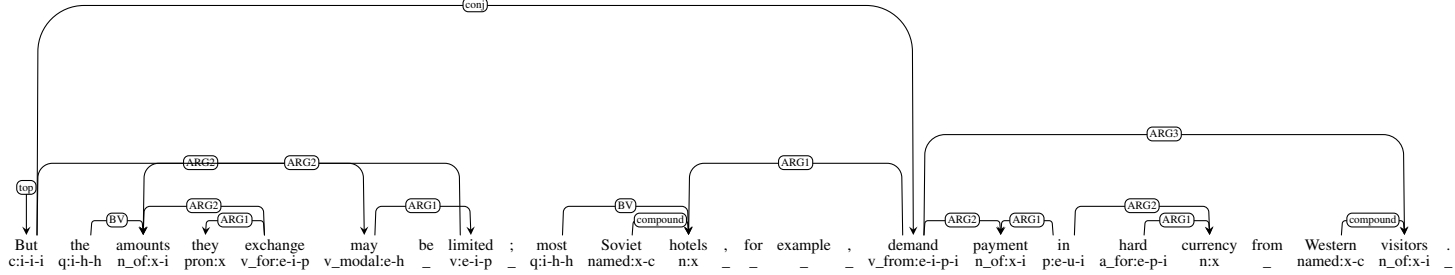 conj
ARG3
ARG2 ARG2 ARG1
top
ARG2 ARG1 BV ARG2
BV ARG1 compound ARG2 ARG1 ARG1 compound
But the amounts they exchange may be limited ; most Soviet hotels , for example , demand payment in hard currency from Western visitors .
c:i-i-i q:i-h-h n_of:x-i pron:x v_for:e-i-p v_modal:e-h _ v:e-i-p _ q:i-h-h named:x-c n:x _ _ _ _ v_from:e-i-p-i n_of:x-i p:e-u-i a_for:e-p-i n:x _ named:x-c n_of:x-i _